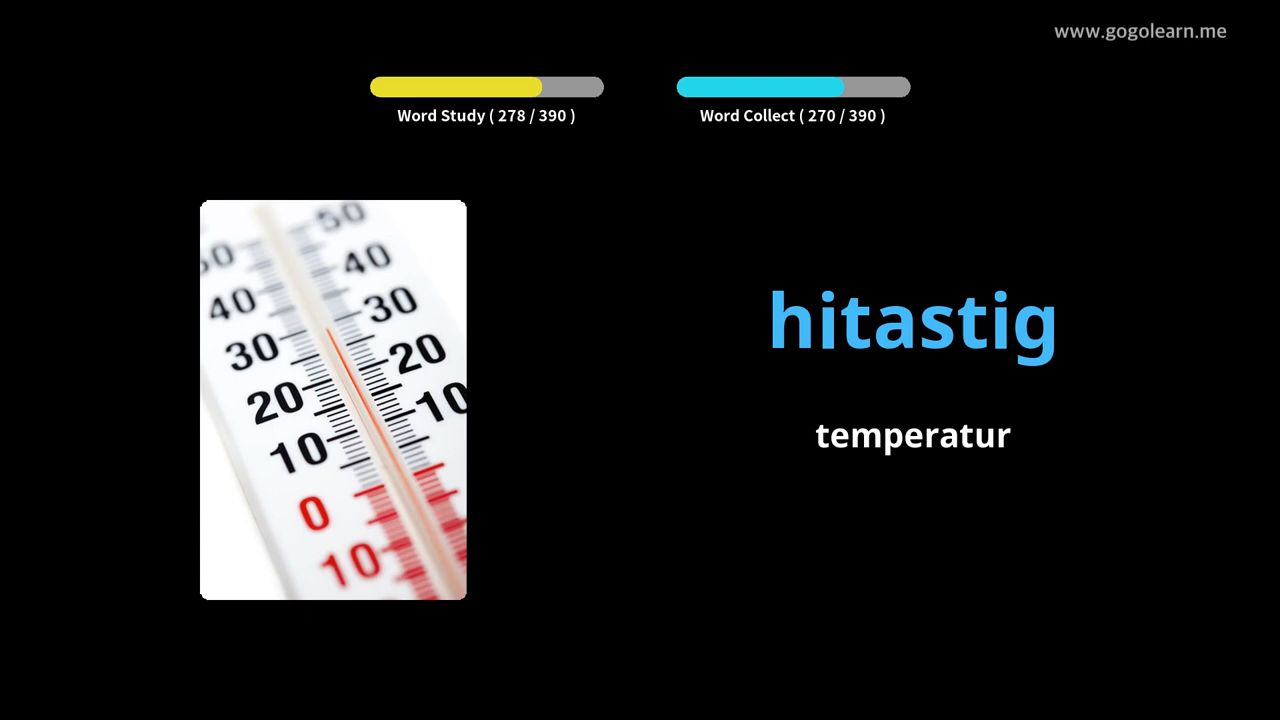 www.gogolearn.me
Word Study ( 278 / 390 )
Word Collect ( 270 / 390 )
hitastig
temperatur
50
40
30
20
10
0
10
50
40
30
20
10